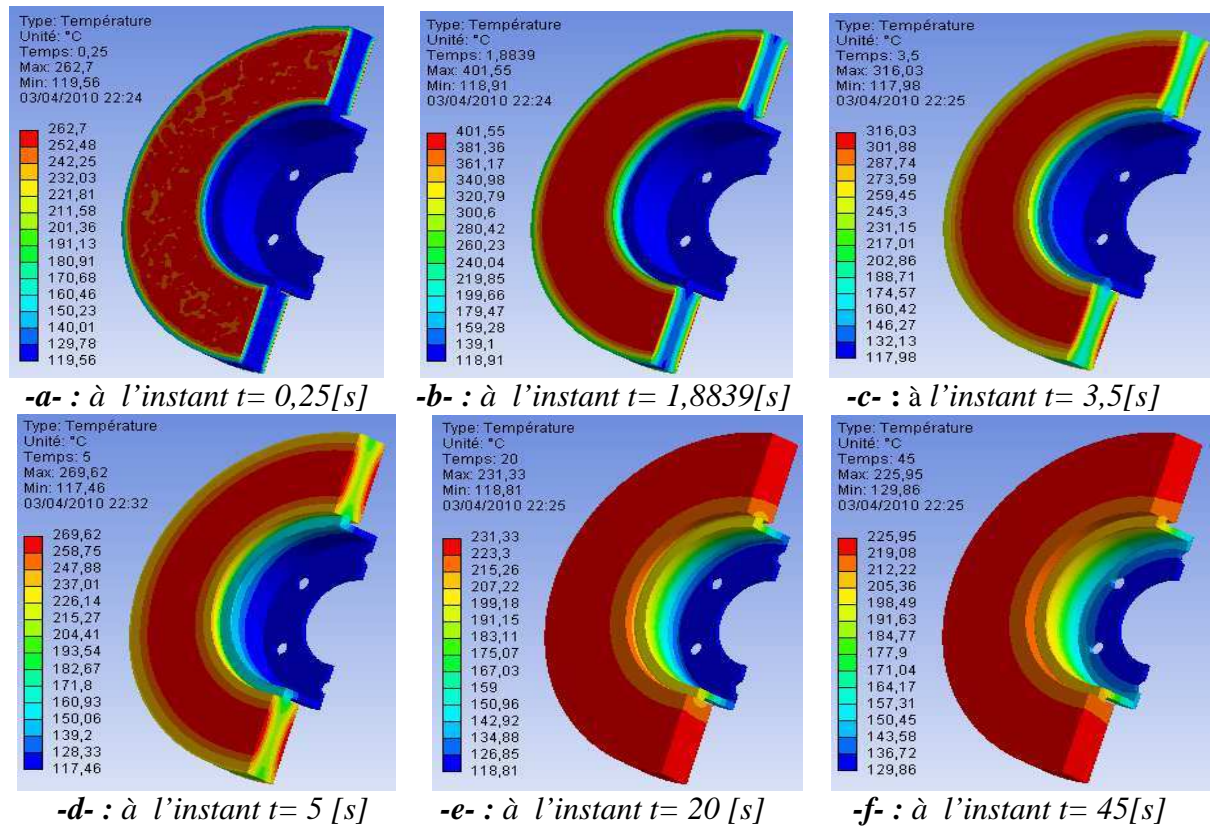 Type: Température
Unité: °C
Temps: 0,25
Max: 262,7
Min: 119,56
03/04/2010 22:24
262,7
252,48
242,25
232,03
221,81
211,58
201,36
191,13
180,91
170,68
160,46
150,23
140,01
129,78
119,56
-a- : à l'instant t= 0,25[s]
Type: Température
Unité: °C
Temps: 1,8839
Max: 401,55
Min: 118,91
03/04/2010 22:24
401,55
381,36
361,17
340,98
320,79
300,6
280,42
260,23
240,04
219,85
199,66
179,47
159,28
139,1
118,91
-b- : à l'instant t= 1,8839[s]
Type: Température
Unité: °C
Temps: 3,5
Max: 316,03
Min: 117,98
03/04/2010 22:25
316,03
301,88
287,74
273,59
259,45
245,3
231,15
217,01
202,86
188,71
174,57
160,42
146,27
132,13
117,98
-c- : à l'instant t= 3,5[s]
Type: Température
Unité: °C
Temps: 5
Max: 269,62
Min: 117,46
03/04/2010 22:32
269,62
258,75
247,88
237,01
226,14
215,27
204,41
193,54
182,67
171,8
160,93
150,06
139,2
128,33
117,46
-d- : à l'instant t= 5 [s]
Type: Température
Unité: °C
Temps: 20
Max: 231,33
Min: 118,81
03/04/2010 22:25
231,33
223,3
215,26
207,22
199,18
191,15
183,11
175,07
167,03
159
150,96
142,92
134,88
126,85
118,81
-e- : à l'instant t= 20 [s]
Type: Température
Unité: °C
Temps: 45
Max: 225,95
Min: 129,86
03/04/2010 22:25
225,95
219,08
212,22
205,36
198,49
191,63
184,77
177,9
171,04
164,17
157,31
150,45
143,58
136,72
129,86
-f- : à l'instant t= 45[s]